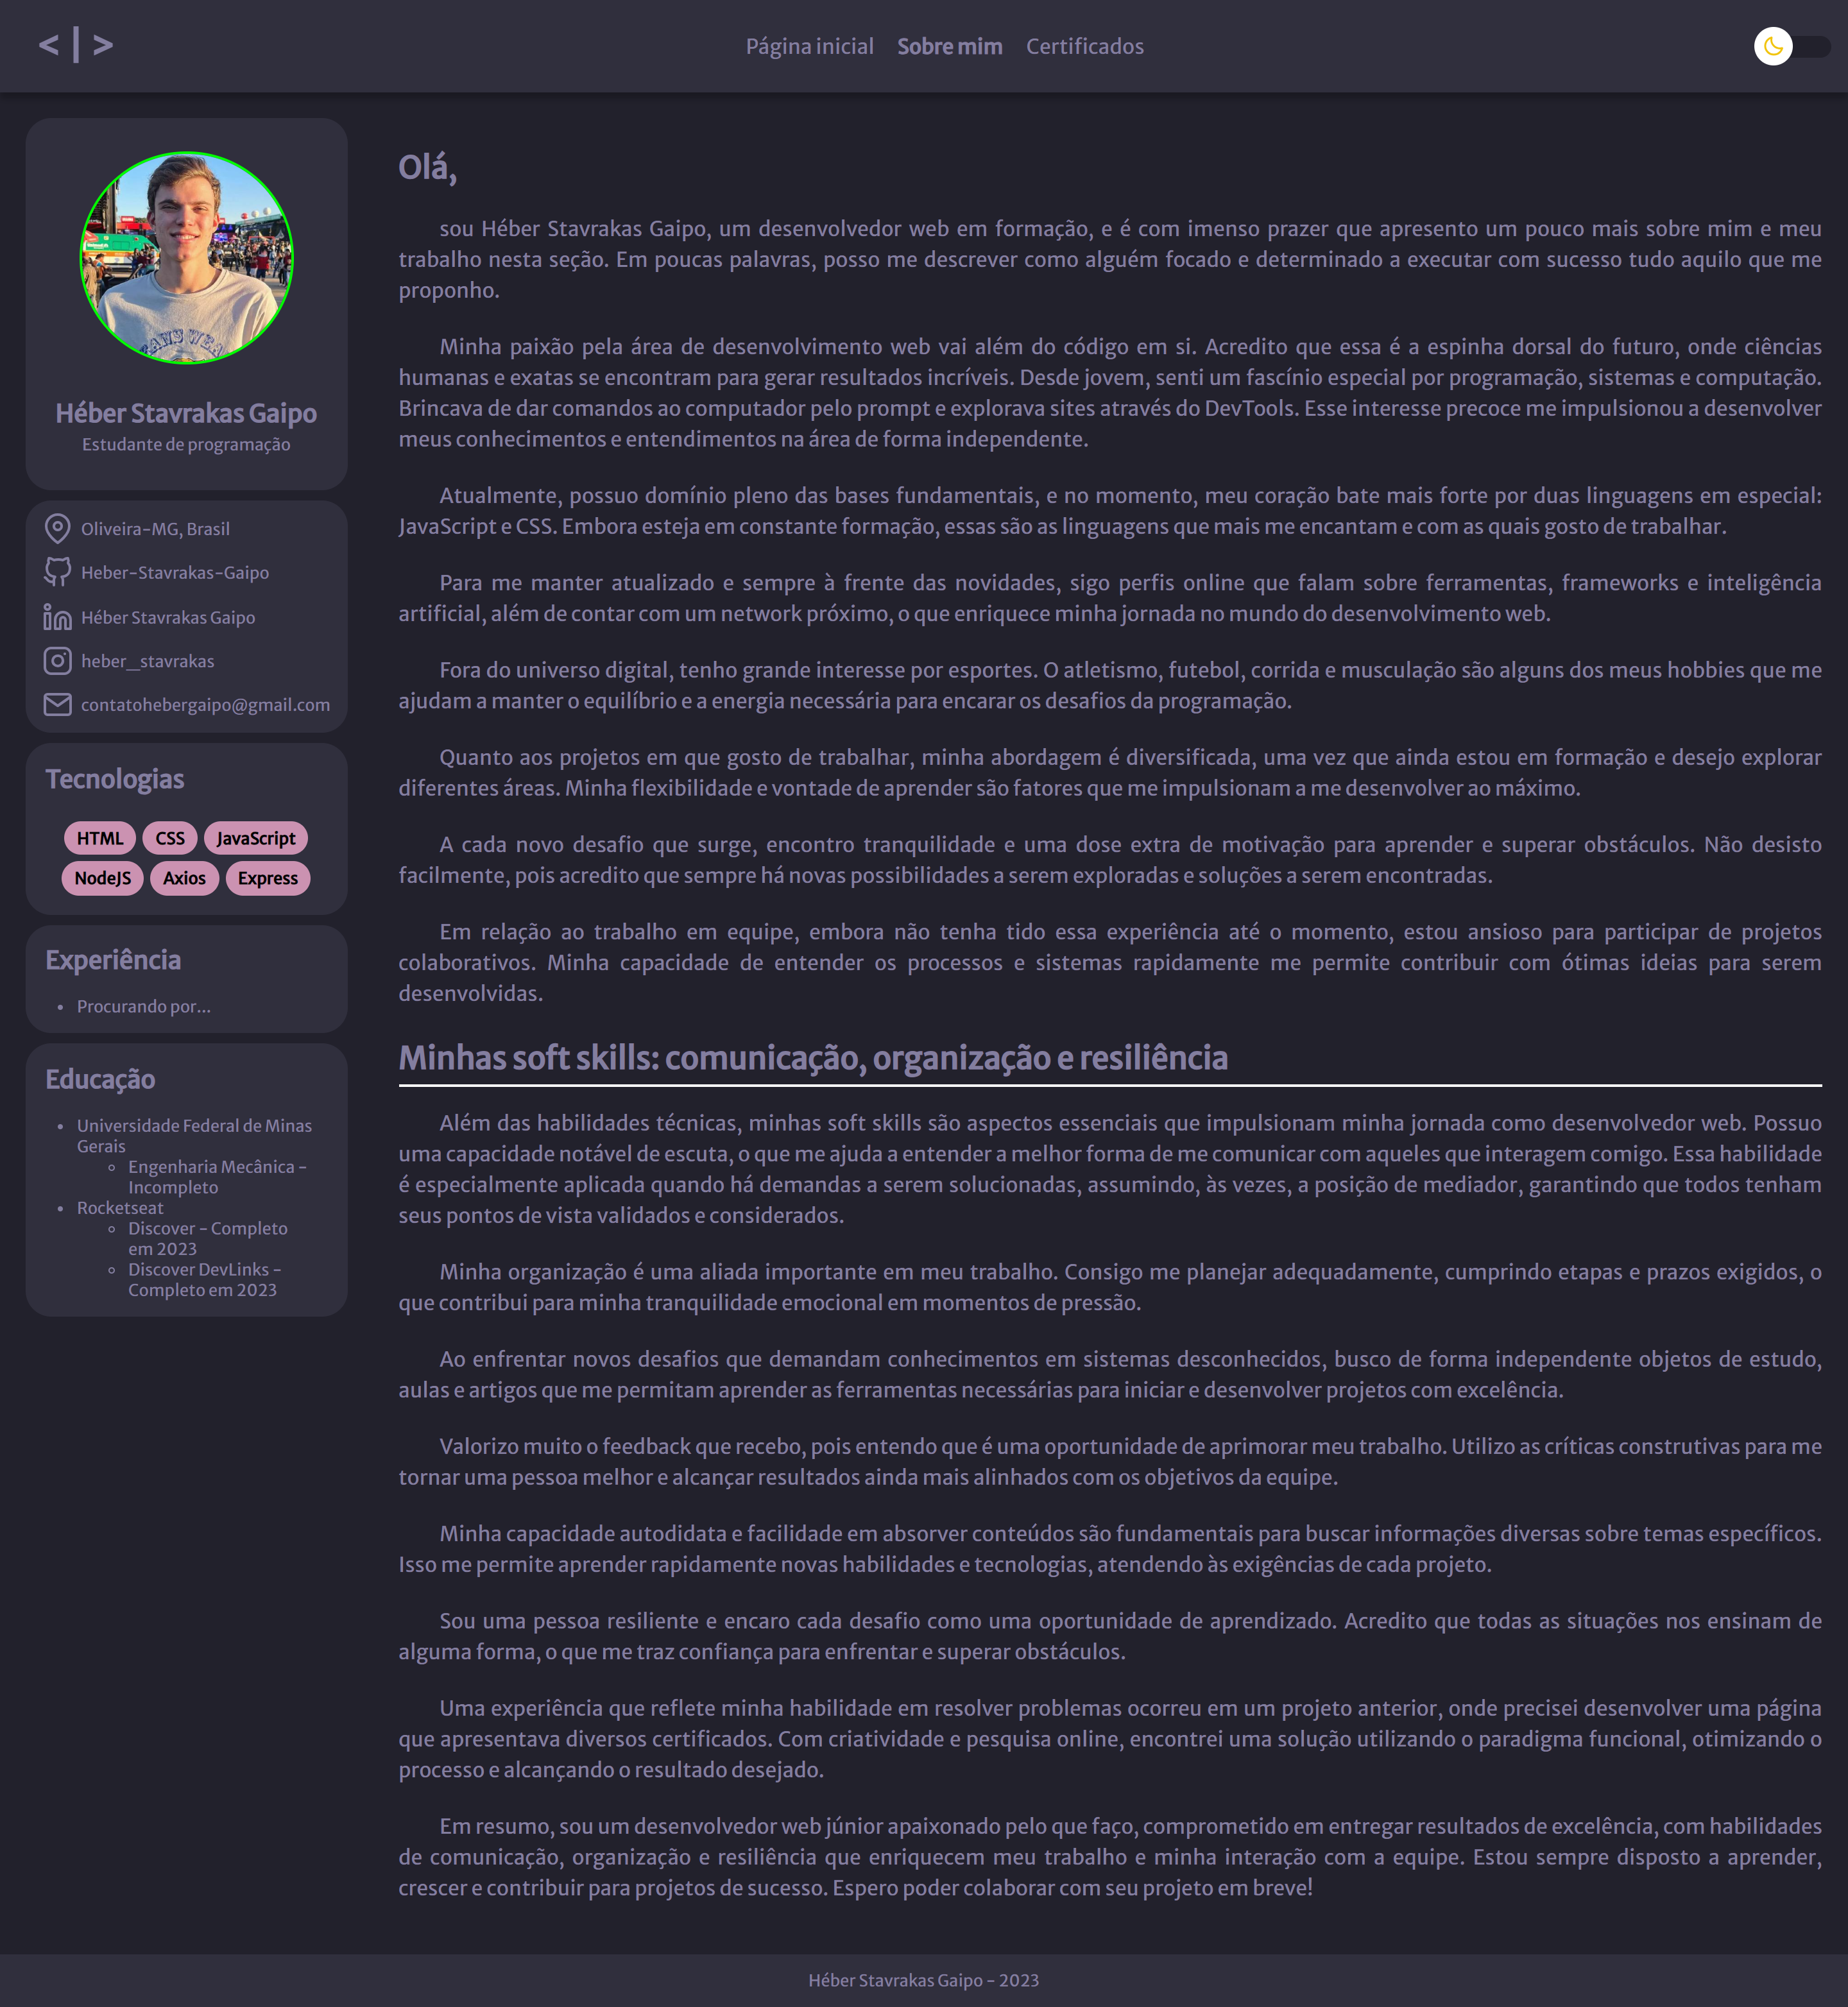 < | >
Página inicial Sobre mim Certificados
Héber Stavrakas Gaipo
Estudante de programação
Oliveira-MG, Brasil
Heber-Stavrakas-Gaipo
Héber Stavrakas Gaipo
heber_stavrakas
contatohebergaipo@gmail.com
Tecnologias
HTML CSS JavaScript
NodeJS Axios Express
Experiência
• Procurando por...
Educação
• Universidade Federal de Minas
Gerais
◦ Engenharia Mecânica -
Incompleto
• Rocketseat
◦ Discover - Completo
em 2023
◦ Discover DevLinks -
Completo em 2023
Olá,
sou Héber Stavrakas Gaipo, um desenvolvedor web em formação, e é com imenso prazer que apresento um pouco mais sobre mim e meu
trabalho nesta seção. Em poucas palavras, posso me descrever como alguém focado e determinado a executar com sucesso tudo aquilo que me
proponho.
Minha paixão pela área de desenvolvimento web vai além do código em si. Acredito que essa é a espinha dorsal do futuro, onde ciências
humanas e exatas se encontram para gerar resultados incríveis. Desde jovem, senti um fascínio especial por programação, sistemas e computação.
Brincava de dar comandos ao computador pelo prompt e explorava sites através do DevTools. Esse interesse precoce me impulsionou a desenvolver
meus conhecimentos e entendimentos na área de forma independente.
Atualmente, possuo domínio pleno das bases fundamentais, e no momento, meu coração bate mais forte por duas linguagens em especial:
JavaScript e CSS. Embora esteja em constante formação, essas são as linguagens que mais me encantam e com as quais gosto de trabalhar.
Para me manter atualizado e sempre à frente das novidades, sigo perfis online que falam sobre ferramentas, frameworks e inteligência
artificial, além de contar com um network próximo, o que enriquece minha jornada no mundo do desenvolvimento web.
Fora do universo digital, tenho grande interesse por esportes. O atletismo, futebol, corrida e musculação são alguns dos meus hobbies que me
ajudam a manter o equilíbrio e a energia necessária para encarar os desafios da programação.
Quanto aos projetos em que gosto de trabalhar, minha abordagem é diversificada, uma vez que ainda estou em formação e desejo explorar
diferentes áreas. Minha flexibilidade e vontade de aprender são fatores que me impulsionam a me desenvolver ao máximo.
A cada novo desafio que surge, encontro tranquilidade e uma dose extra de motivação para aprender e superar obstáculos. Não desisto
facilmente, pois acredito que sempre há novas possibilidades a serem exploradas e soluções a serem encontradas.
Em relação ao trabalho em equipe, embora não tenha tido essa experiência até o momento, estou ansioso para participar de projetos
colaborativos. Minha capacidade de entender os processos e sistemas rapidamente me permite contribuir com ótimas ideias para serem
desenvolvidas.
Minhas soft skills: comunicação, organização e resiliência
Além das habilidades técnicas, minhas soft skills são aspectos essenciais que impulsionam minha jornada como desenvolvedor web. Possuo
uma capacidade notável de escuta, o que me ajuda a entender a melhor forma de me comunicar com aqueles que interagem comigo. Essa habilidade
é especialmente aplicada quando há demandas a serem solucionadas, assumindo, às vezes, a posição de mediador, garantindo que todos tenham
seus pontos de vista validados e considerados.
Minha organização é uma aliada importante em meu trabalho. Consigo me planejar adequadamente, cumprindo etapas e prazos exigidos, o
que contribui para minha tranquilidade emocional em momentos de pressão.
Ao enfrentar novos desafios que demandam conhecimentos em sistemas desconhecidos, busco de forma independente objetos de estudo,
aulas e artigos que me permitam aprender as ferramentas necessárias para iniciar e desenvolver projetos com excelência.
Valorizo muito o feedback que recebo, pois entendo que é uma oportunidade de aprimorar meu trabalho. Utilizo as críticas construtivas para me
tornar uma pessoa melhor e alcançar resultados ainda mais alinhados com os objetivos da equipe.
Minha capacidade autodidata e facilidade em absorver conteúdos são fundamentais para buscar informações diversas sobre temas específicos.
Isso me permite aprender rapidamente novas habilidades e tecnologias, atendendo às exigências de cada projeto.
Sou uma pessoa resiliente e encaro cada desafio como uma oportunidade de aprendizado. Acredito que todas as situações nos ensinam de
alguma forma, o que me traz confiança para enfrentar e superar obstáculos.
Uma experiência que reflete minha habilidade em resolver problemas ocorreu em um projeto anterior, onde precisei desenvolver uma página
que apresentava diversos certificados. Com criatividade e pesquisa online, encontrei uma solução utilizando o paradigma funcional, otimizando o
processo e alcançando o resultado desejado.
Em resumo, sou um desenvolvedor web júnior apaixonado pelo que faço, comprometido em entregar resultados de excelência, com habilidades
de comunicação, organização e resiliência que enriquecem meu trabalho e minha interação com a equipe. Estou sempre disposto a aprender,
crescer e contribuir para projetos de sucesso. Espero poder colaborar com seu projeto em breve!
Héber Stavrakas Gaipo - 2023